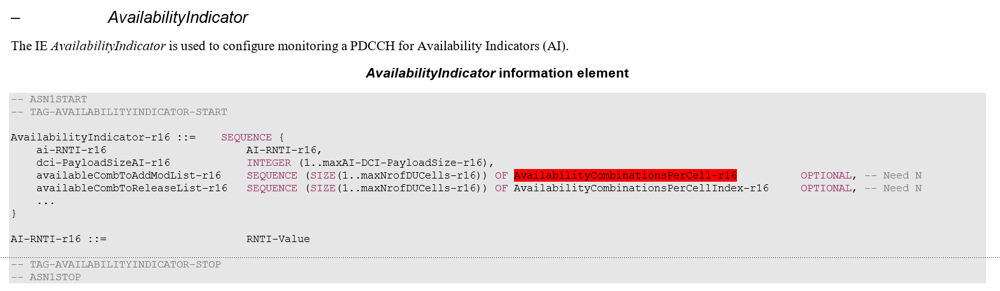 – AvailabilityIndicator
The IE AvailabilityIndicator is used to configure monitoring a PDCCH for Availability Indicators (AI).
AvailabilityIndicator information element
-- ASN1START
-- TAG-AVAILABILITYINDICATOR-START
AvailabilityIndicator-r16 ::= SEQUENCE {
ai-RNTI-r16 AI-RNTI-r16,
dci-PayloadSizeAI-r16 INTEGER (1..maxAI-DCI-PayloadSize-r16),
availableCombToAddModList-r16 SEQUENCE (SIZE(1..maxNrofDUCells-r16)) OF AvailabilityCombinationsPerCell-r16 OPTIONAL, -- Need N
availableCombToReleaseList-r16 SEQUENCE (SIZE(1..maxNrofDUCells-r16)) OF AvailabilityCombinationsPerCellIndex-r16 OPTIONAL, -- Need N
...
}
AI-RNTI-r16 ::= RNTI-Value
-- TAG-AVAILABILITYINDICATOR-STOP
-- ASN1STOP